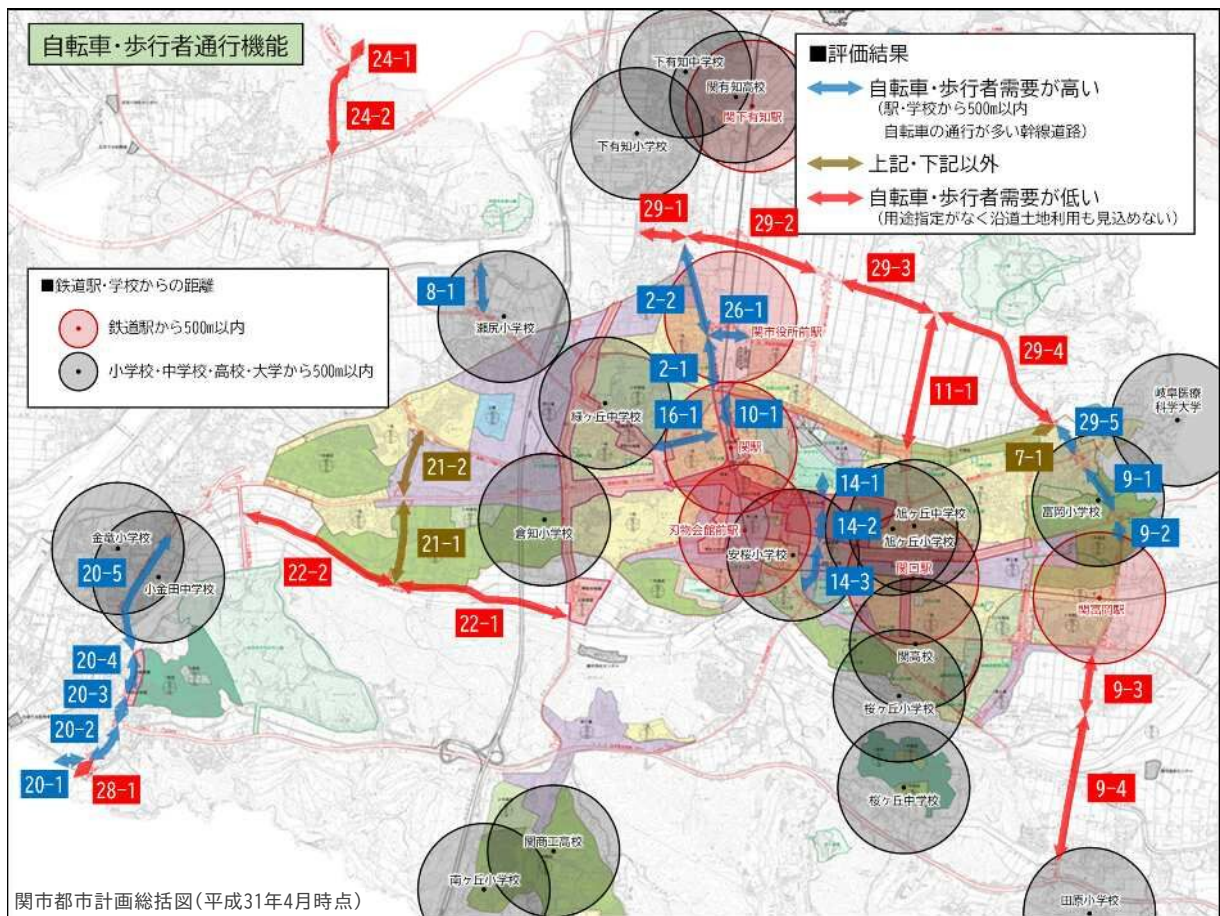 自転車・歩行者通行機能
24-1
24-2
■評価結果
自転車・歩行者需要が高い
(駅・学校から500m以内
自転車の通行が多い幹線道路)
上記・下記以外
自転車・歩行者需要が低い
(用途指定がなく沿道土地利用も見込めない)
下有知中学校
関有知高校
関下有知駅
下有知小学校
29-1
29-2
29-3
29-4
29-5
■鉄道駅・学校からの距離
鉄道駅から500m以内
小学校・中学校・高校・大学から500m以内
8-1
瀬尻小学校
2-2
26-1
関市役所前駅
2-1
緑ヶ丘中学校
16-1
10-1
関駅
11-1
岐阜医療
科学大学
7-1
9-1
富岡小学校
9-2
21-2
21-1
倉知小学校
14-1
14-2
14-3
旭ヶ丘中学校
旭ヶ丘小学校
刃物会館前駅
安桜小学校
関口駅
関富岡駅
金竜小学校
小金田中学校
20-5
22-2
22-1
関高校
桜ヶ丘小学校
9-3
20-4
20-3
20-2
20-1
28-1
桜ヶ丘中学校
9-4
関商工高校
南ヶ丘小学校
田原小学校
関市都市計画総括図(平成31年4月時点)